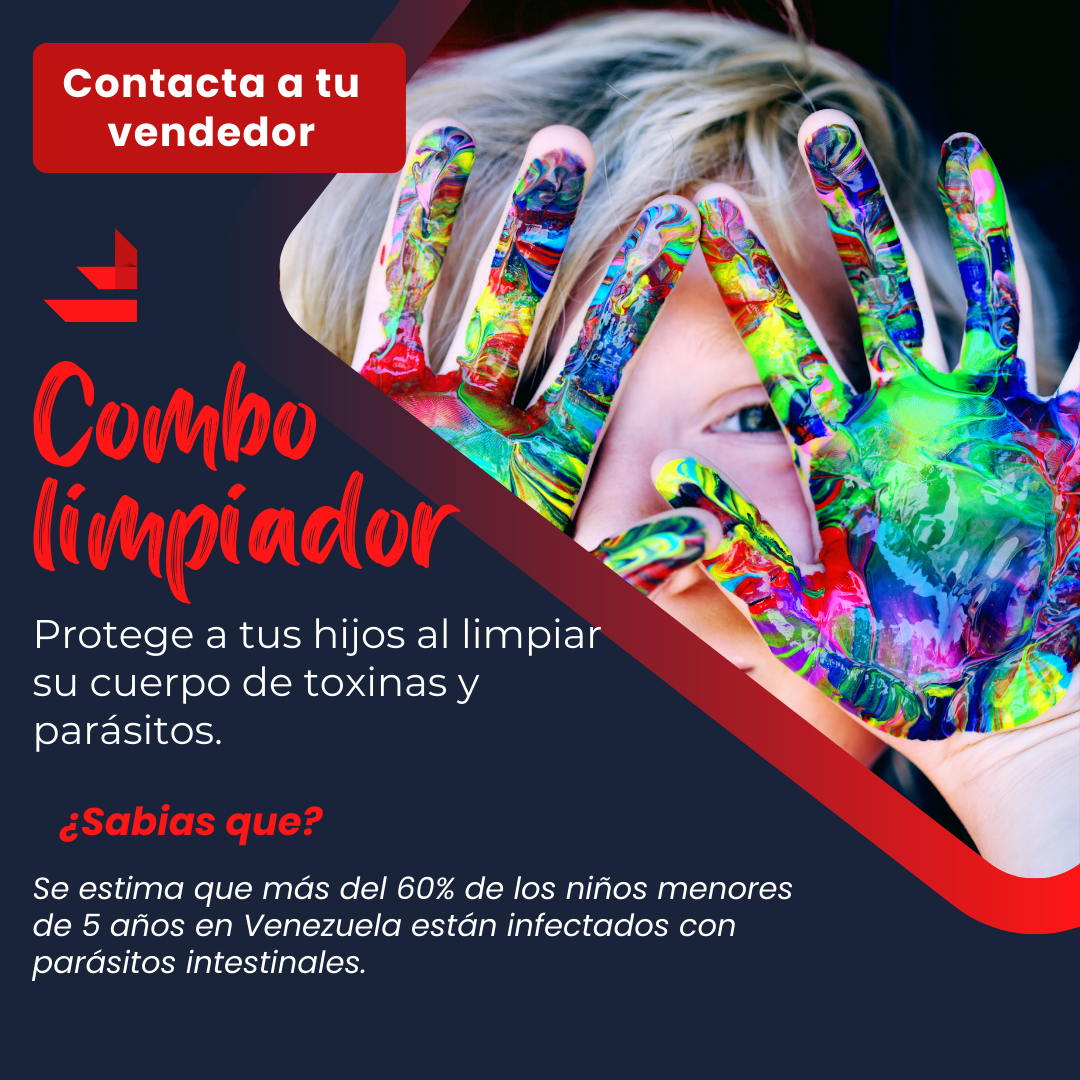 Contacta a tu
vendedor
Combo
limpiador
Protege a tus hijos al limpiar
su cuerpo de toxinas y
parásitos.
¿Sabias que?
Se estima que más del 60% de los niños menores
de 5 años en Venezuela están infectados con
parásitos intestinales.